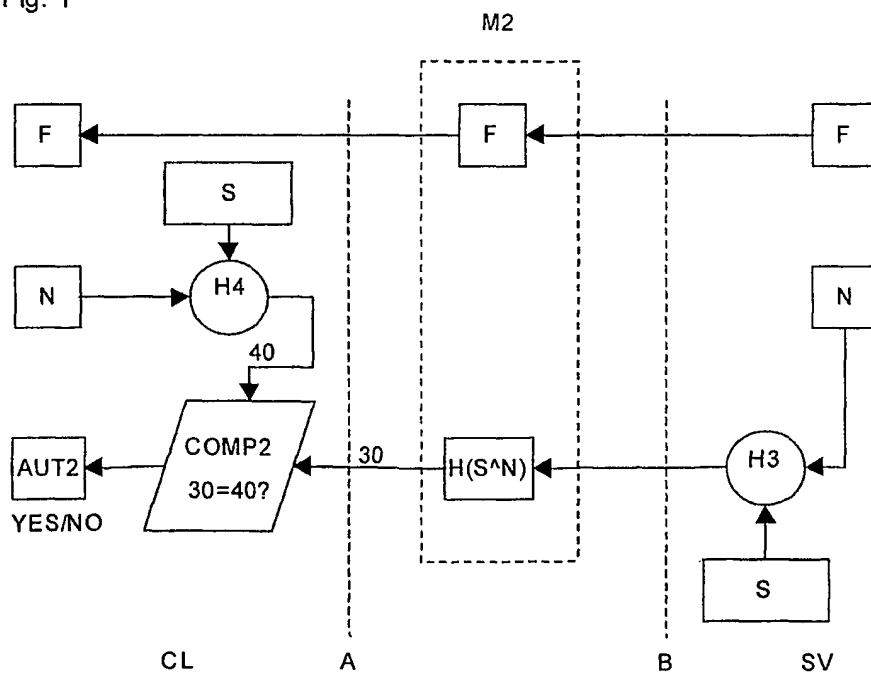 Fig. 1
M2
F
F
F
S
N
H4
N
40
COMP2
30=40?
30
AUT2
H(S^N)
H3
YES/NO
S
CL
A
B
SV